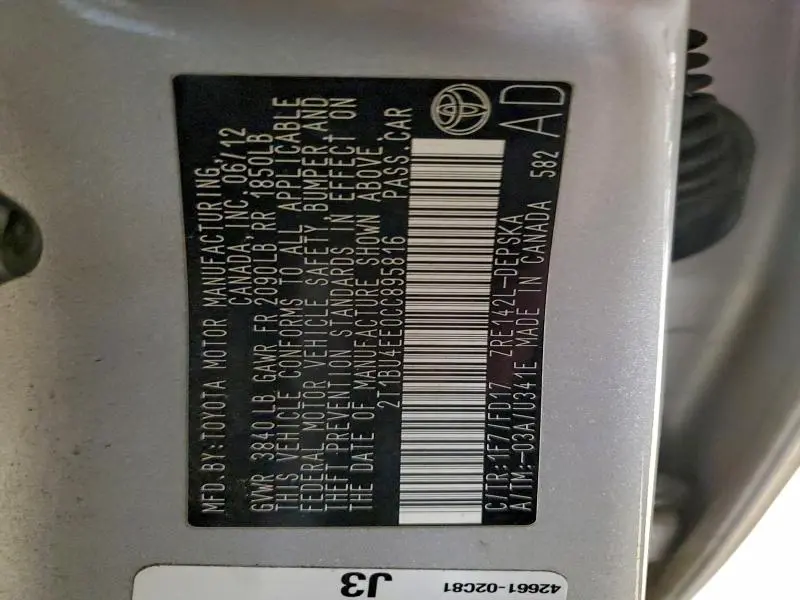 MFD. BY: TOYOTA MOTOR MANUFACTURING,
CANADA, INC. 06/12
GVWR 3840LB GAWR FR 2090LB RR 1850LB
THIS VEHICLE CONFORMS TO ALL APPLICABLE
FEDERAL MOTOR VEHICLE SAFETY, BUMPER AND
THEFT PREVENTION STANDARDS IN EFFECT ON
THE DATE OF MANUFACTURE SHOWN ABOVE.
2T1BU4EE0CC895816 PASS. CAR
C/TR: 1F7/FD17 ZRE142L-DEPSKA
A/TM: -03A/U341E MADE IN CANADA 582
AD
42661-02C81
J3